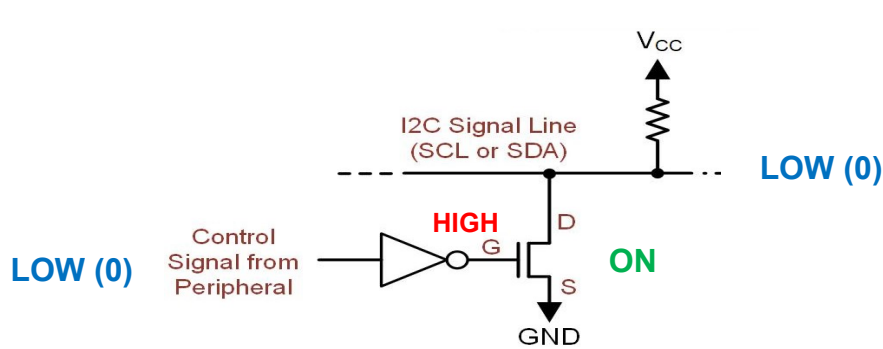 VCC
I2C Signal Line
(SCL or SDA)
LOW (0)
HIGH
D
Control
Signal from
Peripheral
G
LOW (0)
ON
S
GND